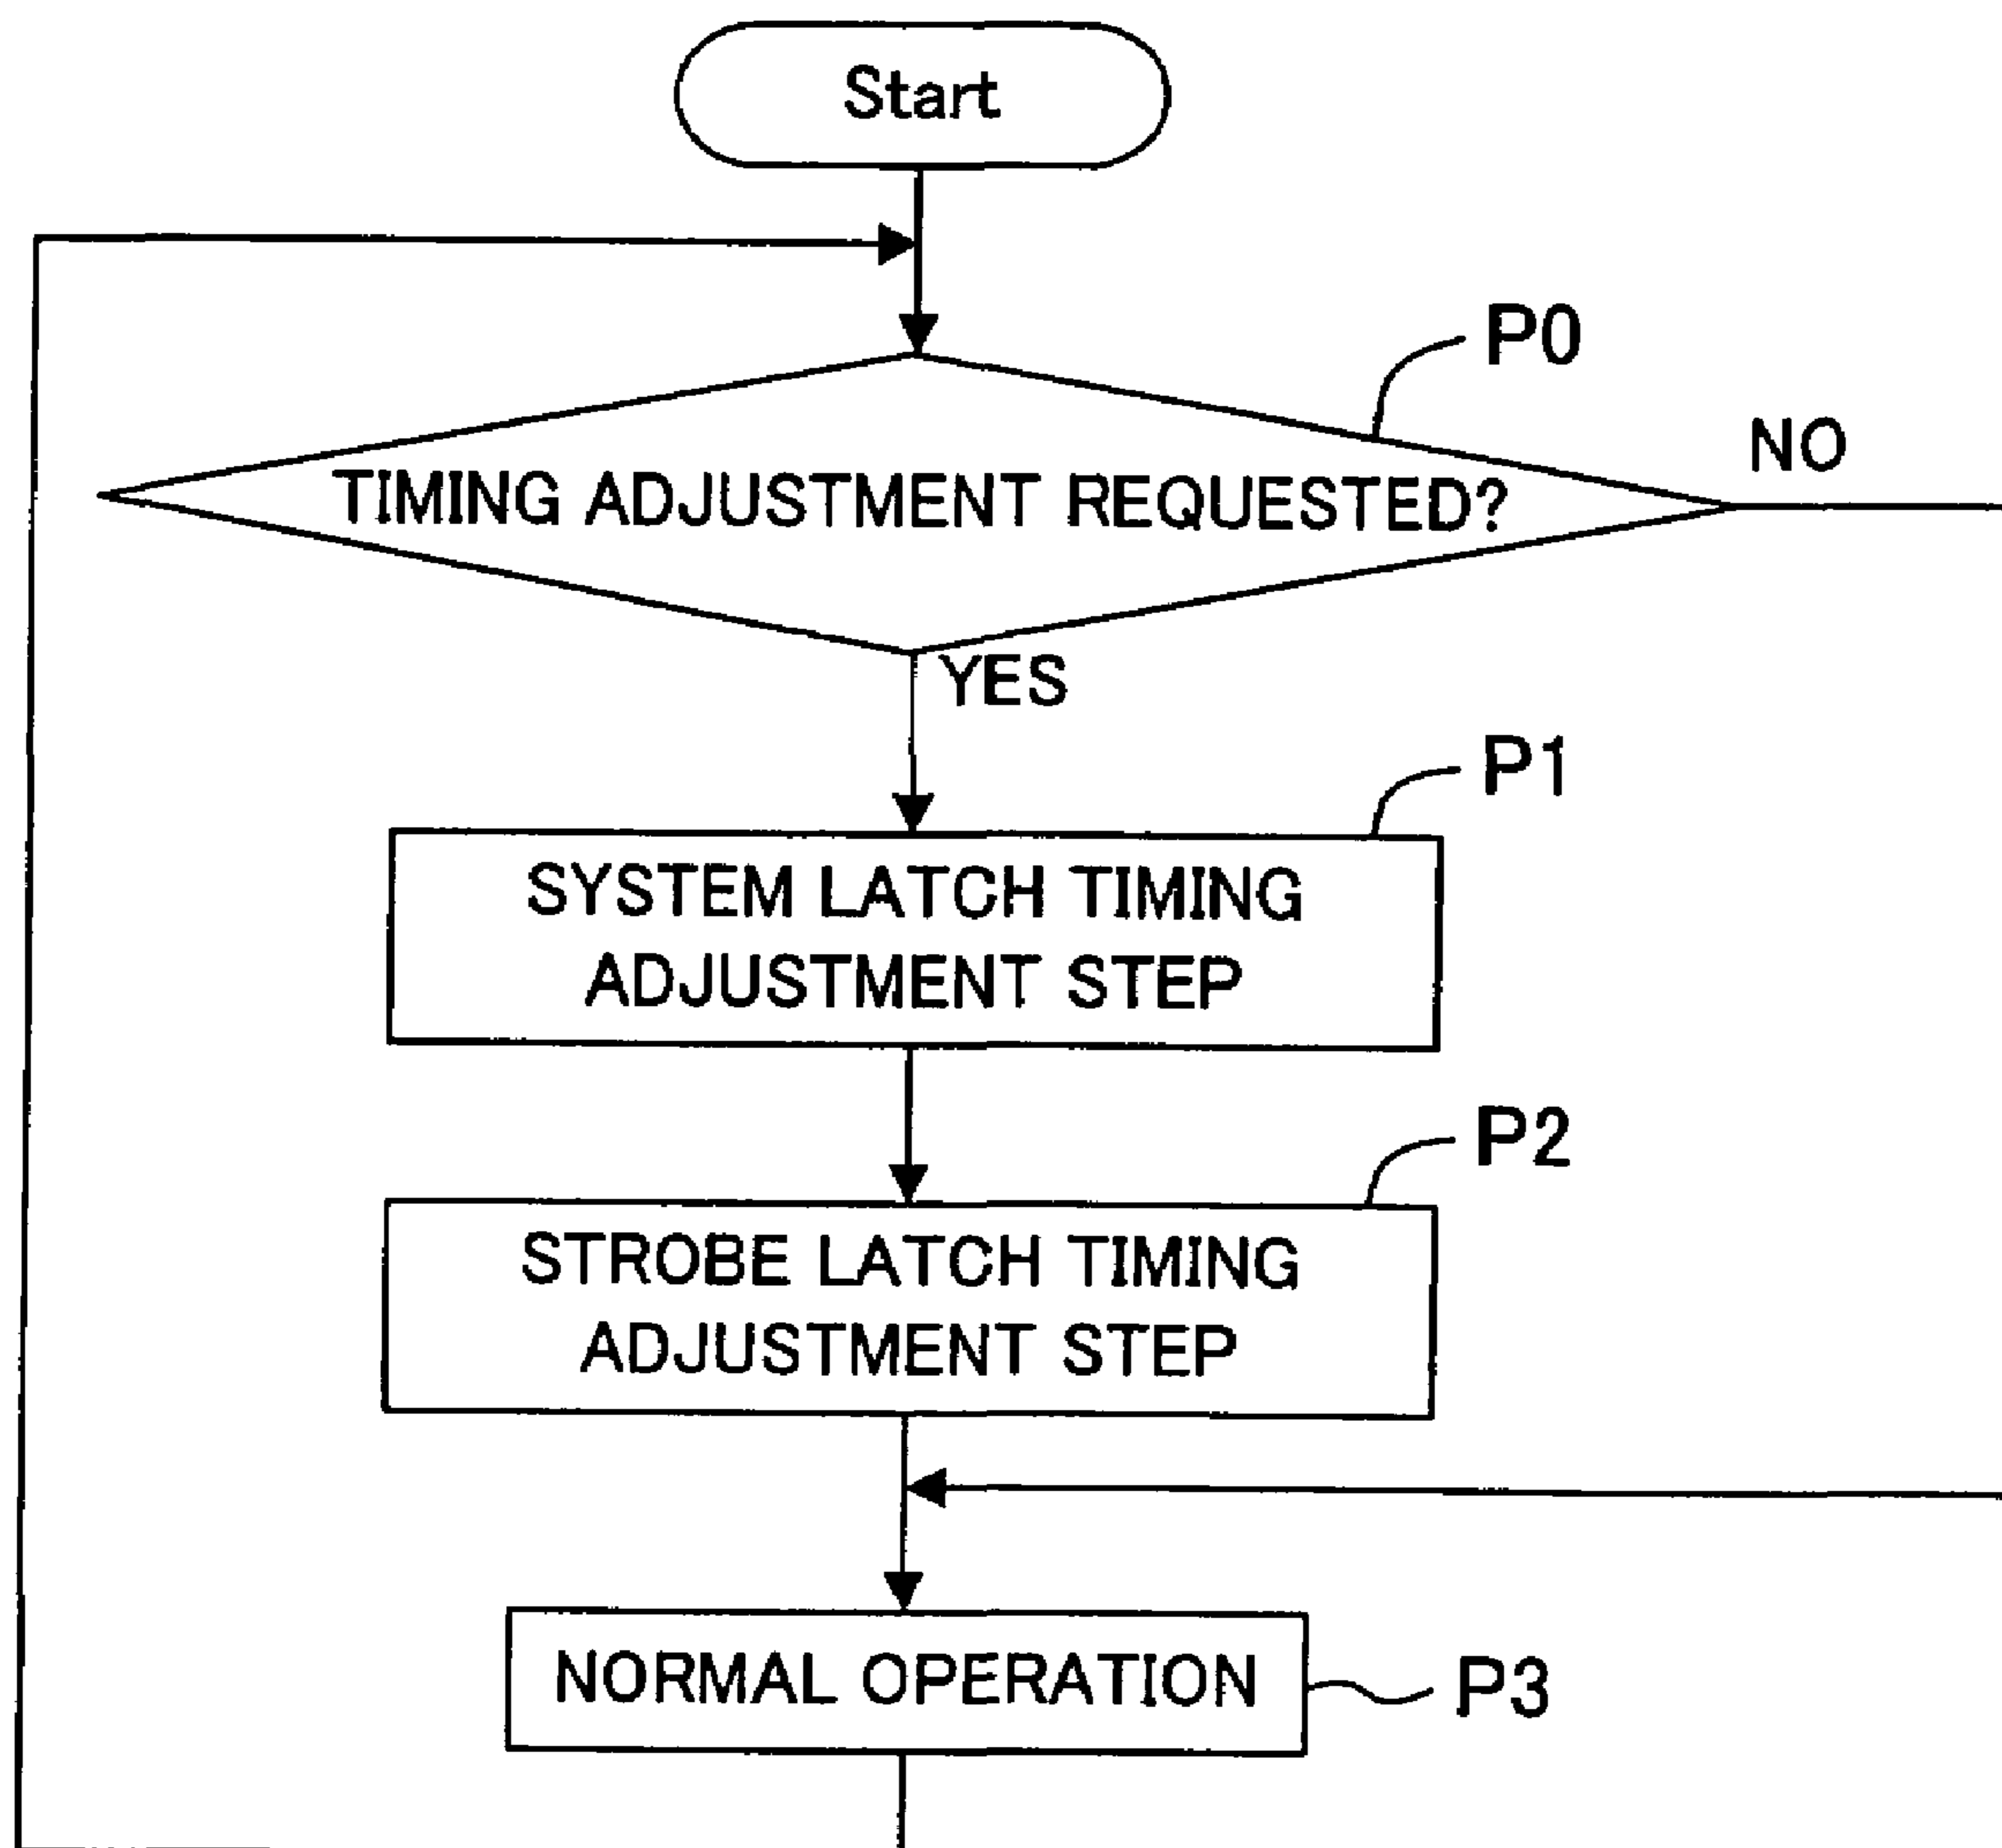 Start
P0
NO
TIMING ADJUSTMENT REQUESTED?
YES
P1
SYSTEM LATCH TIMING
ADJUSTMENT STEP
P2
STROBE LATCH TIMING
ADJUSTMENT STEP
NORMAL OPERATION
P3